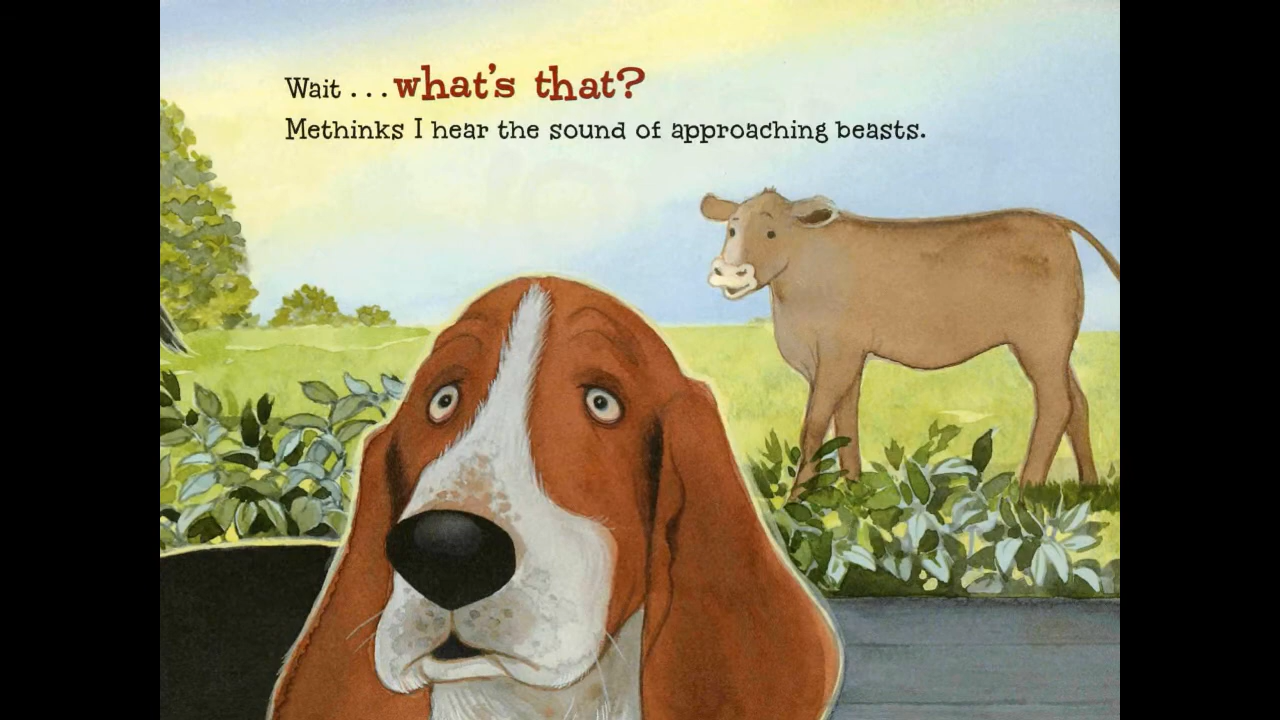 Wait . . . what's that?
Methinks I hear the sound of approaching beasts.